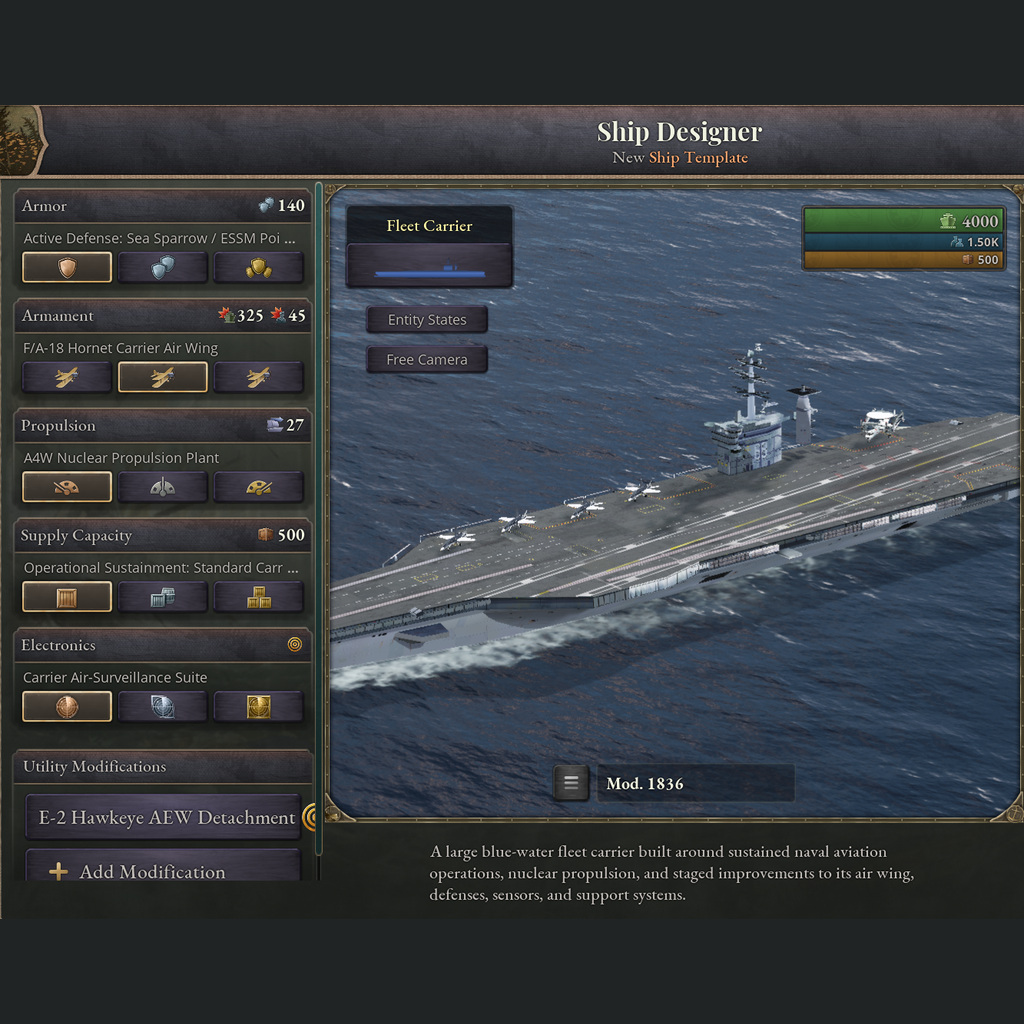 Ship Designer
New Ship Template
Armor 140
Active Defense: Sea Sparrow / ESSM Poi ...
Armament 325 45
F/A-18 Hornet Carrier Air Wing
Propulsion 27
A4W Nuclear Propulsion Plant
Supply Capacity 500
Operational Sustainment: Standard Carr ...
Electronics
Carrier Air-Surveillance Suite
Utility Modifications
E-2 Hawkeye AEW Detachment
Add Modification
Fleet Carrier
Entity States
Free Camera
4000
1.50K
500
Mod. 1836
A large blue-water fleet carrier built around sustained naval aviation
operations, nuclear propulsion, and staged improvements to its air wing,
defenses, sensors, and support systems.